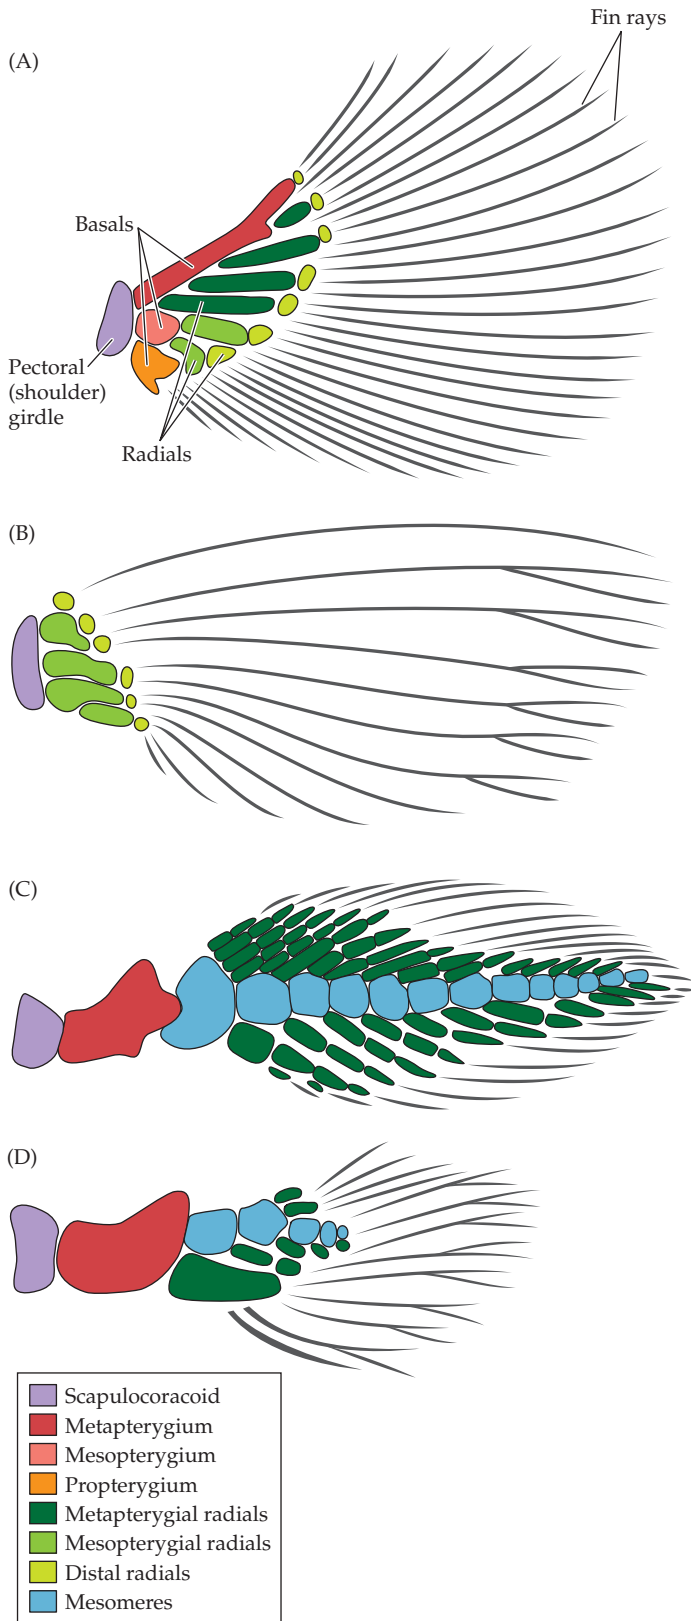 Fin rays
(A)
Basals
Pectoral
(shoulder)
girdle
Radials
(B)
(C)
(D)
Scapulocoracoid
Metapterygium
Mesopterygium
Propterygium
Metapterygial radials
Mesopterygial radials
Distal radials
Mesomeres